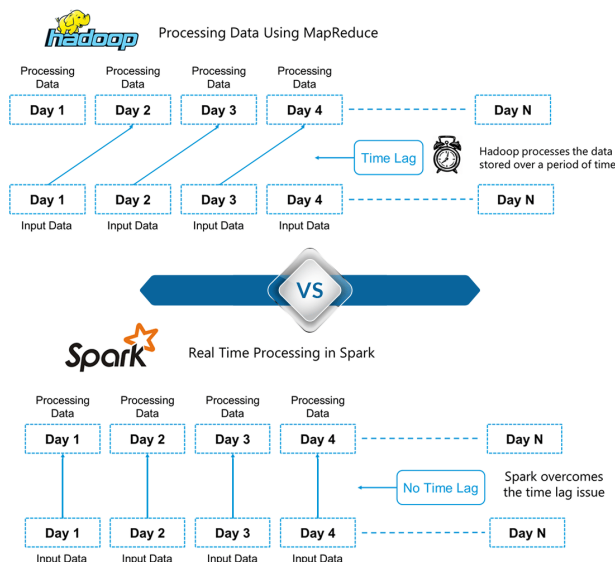 hadoop
Processing Data Using MapReduce
Processing Data
Processing Data
Processing Data
Processing Data
Day 1
Day 2
Day 3
Day 4
Day N
Time Lag
Hadoop processes the data
stored over a period of time
Day 1
Day 2
Day 3
Day 4
Day N
Input Data
Input Data
Input Data
Input Data
VS
Spark
Real Time Processing in Spark
Processing Data
Processing Data
Processing Data
Processing Data
Day 1
Day 2
Day 3
Day 4
Day N
No Time Lag
Spark overcomes
the time lag issue
Day 1
Day 2
Day 3
Day 4
Day N
Input Data
Input Data
Input Data
Input Data